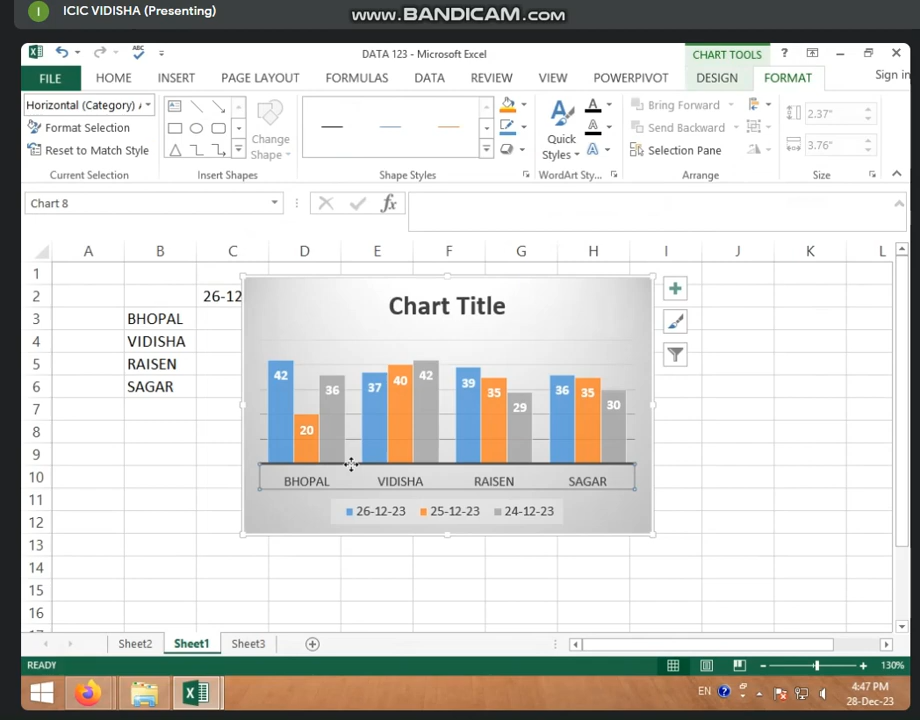 I ICIC VIDISHA (Presenting)
www.BANDICAM.com
DATA 123 - Microsoft Excel
CHART TOOLS
?
FILE HOME INSERT PAGE LAYOUT FORMULAS DATA REVIEW VIEW POWERPIVOT DESIGN FORMAT Sign in
Horizontal (Category) A
Format Selection
Reset to Match Style
Current Selection
Change
Shape
Insert Shapes
Shape Styles
Quick
Styles
WordArt Sty...
Bring Forward
Send Backward
Selection Pane
Arrange
2.37"
3.76"
Size
Chart 8
fx
A B C D E F G H I J K L
1
2 26-12
3 BHOPAL
4 VIDISHA
5 RAISEN
6 SAGAR
7
8
9
10
11
12
13
14
15
16
Chart Title
42 20 36 37 40 42 39 35 29 36 35 30
BHOPAL VIDISHA RAISEN SAGAR
26-12-23 25-12-23 24-12-23
Sheet2 Sheet1 Sheet3
READY
130%
EN
4:47 PM
28-Dec-23